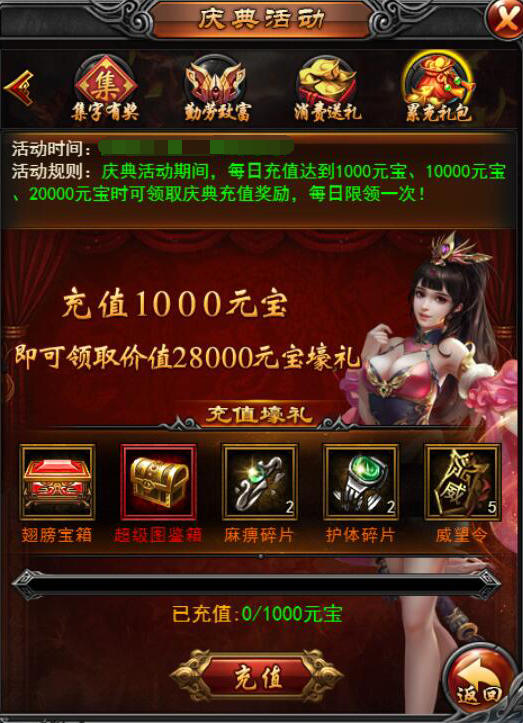 庆典活动
集
集字有奖 勤劳致富 消费送礼 累充礼包
活动时间：
活动规则：庆典活动期间，每日充值达到1000元宝、10000元宝
、20000元宝时可领取庆典充值奖励，每日限领一次！
充值1000元宝
即可领取价值28000元宝壕礼
充值壕礼
2 2 5
翅膀宝箱 超级图鉴箱 麻痹碎片 护体碎片 威望令
已充值:0/1000元宝
充值
返回